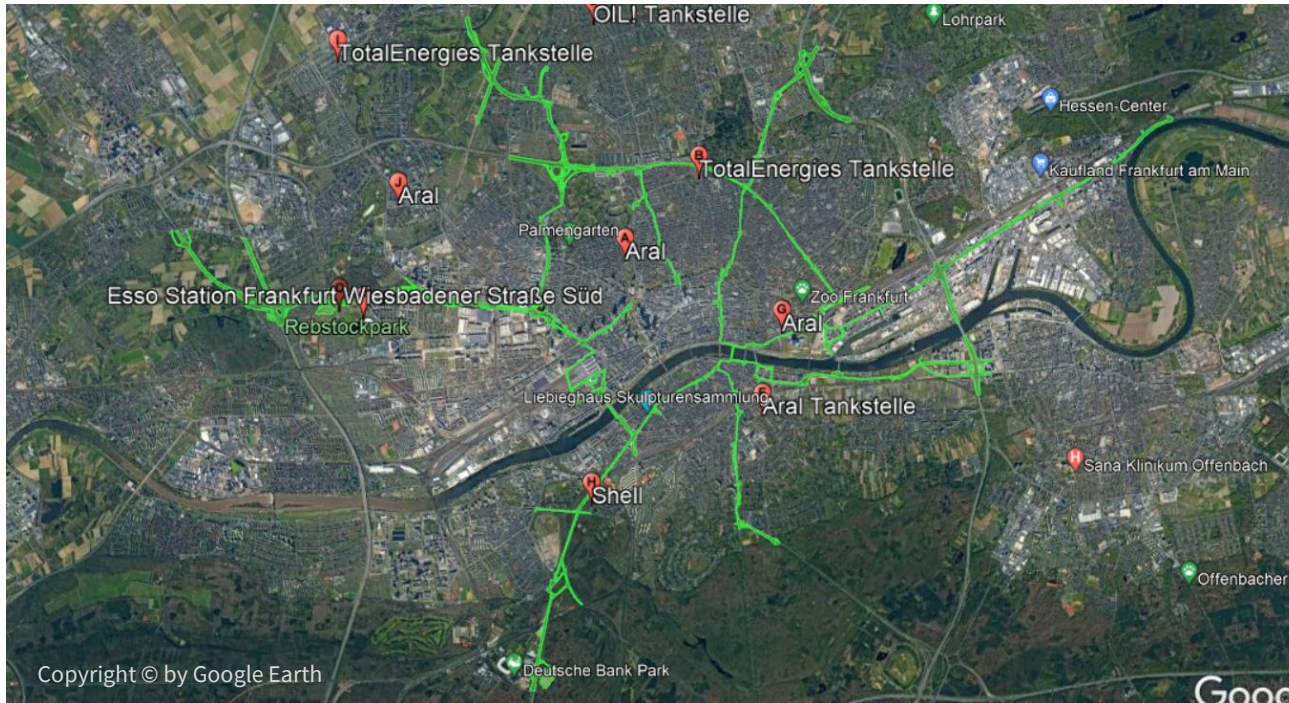 OIL! Tankstelle
Lohrpark
I
TotalEnergies Tankstelle
Hessen-Center
B
TotalEnergies Tankstelle
Kaufland Frankfurt am Main
J
Aral
Palmengarten
A
Aral
Esso Station Frankfurt Wiesbadener Straße Süd
Zoo Frankfurt
G
Aral
Rebstockpark
Liebieghaus Skulpturensammlung
Aral Tankstelle
H
Sana Klinikum Offenbach
H
Shell
Offenbacher
Deutsche Bank Park
Copyright © by Google Earth
Goog